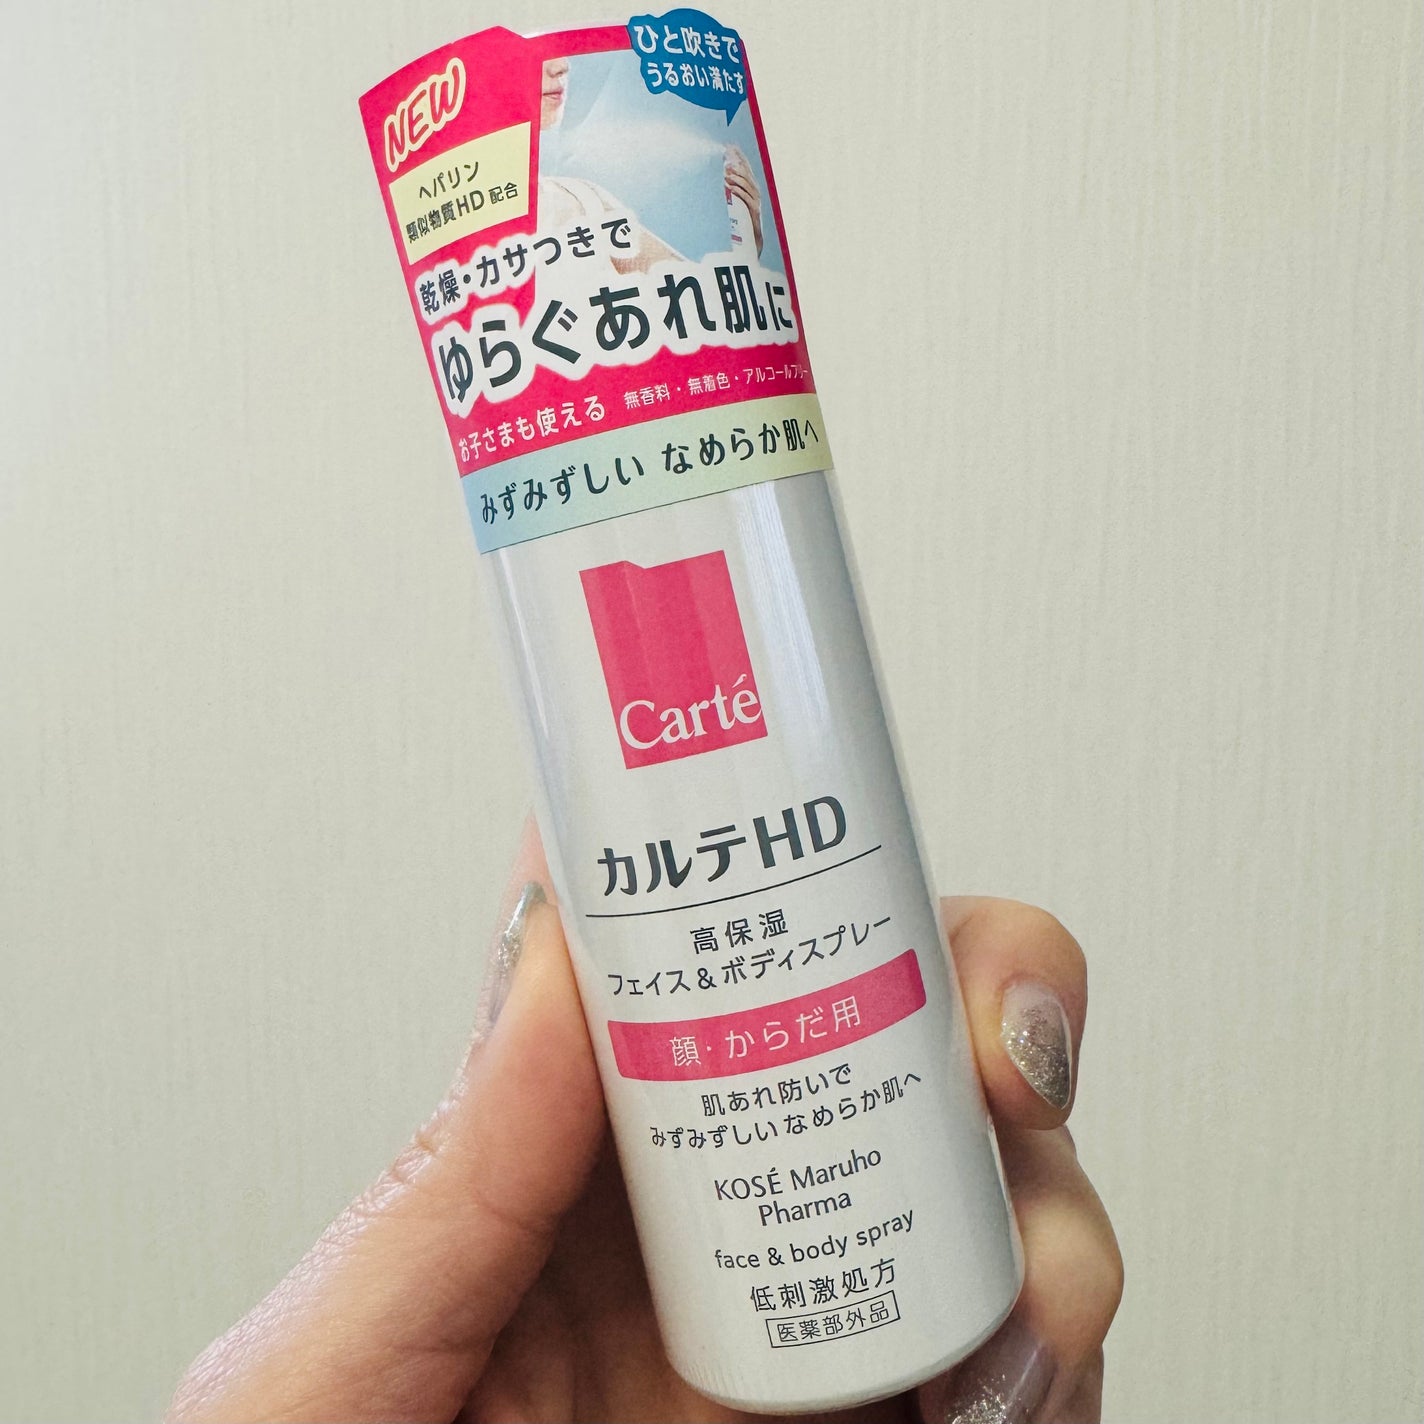 ひと吹きで
うるおい満たす
NEW
ヘパリン
類似物質HD配合
乾燥・カサつきで
ゆらぐあれ肌に
お子さまも使える 無香料・無着色・アルコールフリー
みずみずしい なめらか肌へ
Carté
カルテHD
高保湿
フェイス&ボディスプレー
顔・からだ用
肌あれ防いで
みずみずしいなめらか肌へ
KOSÉ Maruho
Pharma
face & body spray
低刺激処方
医薬部外品